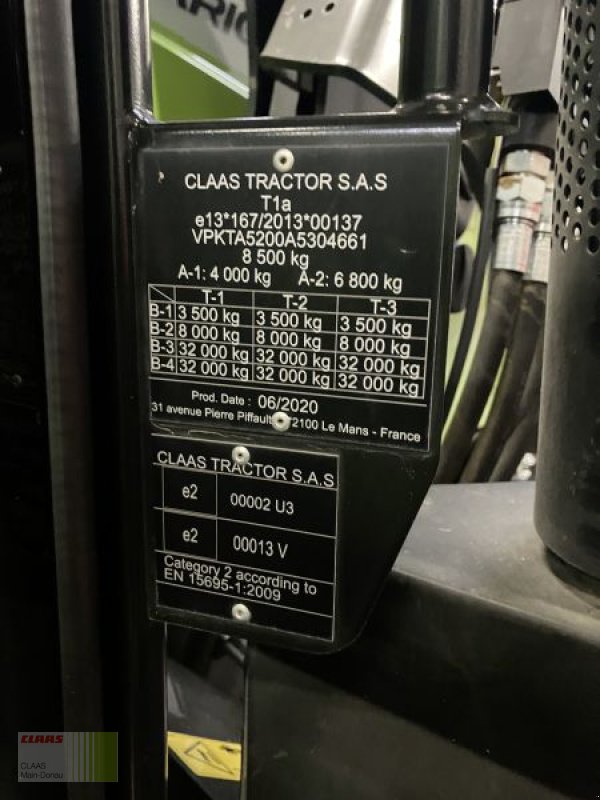 ARIO
CLAAS TRACTOR S.A.S
T1a
e13*167/2013*00137
VPKTA5200A5304661
8 500 kg
A-1: 4 000 kg A-2: 6 800 kg
T-1 T-2 T-3
B-1 3 500 kg 3 500 kg 3 500 kg
B-2 8 000 kg 8 000 kg 8 000 kg
B-3 32 000 kg 32 000 kg 32 000 kg
B-4 32 000 kg 32 000 kg 32 000 kg
Prod. Date : 06/2020
31 avenue Pierre Piffault 72100 Le Mans - France
CLAAS TRACTOR S.A.S
e2 00002 U3
e2 00013 V
Category 2 according to
EN 15695-1:2009
CLAAS
CLAAS
Main-Donau